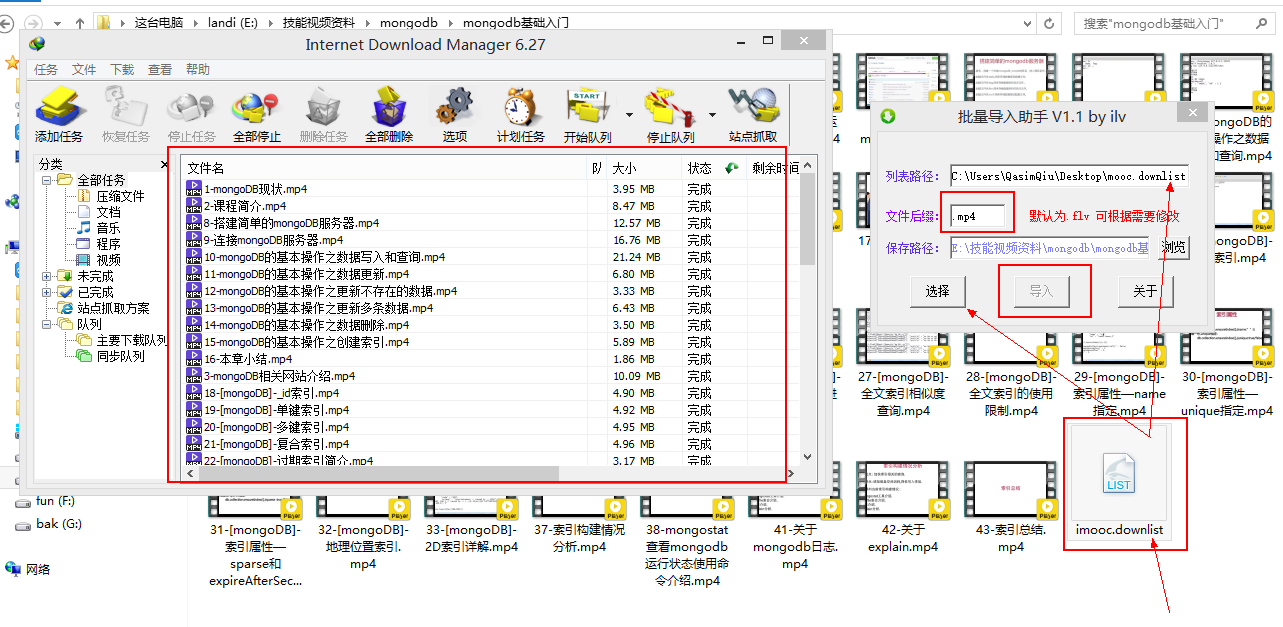 这台电脑 landi (E:) 技能视频资料 mongodb mongodb基础入门
搜索"mongodb基础入门"
Internet Download Manager 6.27
任务 文件 下载 查看 帮助
添加任务 恢复任务 停止任务 全部停止 删除任务 全部删除 选项 计划任务 开始队列 停止队列 站点抓取
START
分类
全部任务
压缩文件
文档
音乐
程序
视频
未完成
已完成
站点抓取方案
队列
主要下载队列
同步队列
文件名 队 大小 状态 剩余时间
1-mongoDB现状.mp4 3.95 MB 完成
2-课程简介.mp4 8.47 MB 完成
8-搭建简单的mongoDB服务器.mp4 12.57 MB 完成
9-连接mongoDB服务器.mp4 16.76 MB 完成
10-mongoDB的基本操作之数据写入和查询.mp4 21.24 MB 完成
11-mongoDB的基本操作之数据更新.mp4 6.80 MB 完成
12-mongoDB的基本操作之更新不存在的数据.mp4 3.33 MB 完成
13-mongoDB的基本操作之更新多条数据.mp4 6.43 MB 完成
14-mongoDB的基本操作之数据删除.mp4 3.50 MB 完成
15-mongoDB的基本操作之创建索引.mp4 5.89 MB 完成
16-本章小结.mp4 1.86 MB 完成
3-mongoDB相关网站介绍.mp4 10.09 MB 完成
18-[mongoDB]-_id索引.mp4 4.90 MB 完成
19-[mongoDB]-单键索引.mp4 4.92 MB 完成
20-[mongoDB]-多键索引.mp4 4.95 MB 完成
21-[mongoDB]-复合索引.mp4 4.96 MB 完成
22-[mongoDB]-过期索引简介.mp4 3.17 MB 完成
批量导入助手 V1.1 by ilv
列表路径: C:\Users\QasimQiu\Desktop\mooc.downlist
文件后缀: .mp4 默认为.flv 可根据需要修改
保存路径: E:\技能视频资料\mongodb\mongodb基 浏览
选择 导入 关于
搭建简单的mongoDB服务器
oDB的
操作之数据
和查询.mp4
索引.mp4
27-[mongoDB]-
全文索引相似度
查询.mp4
28-[mongoDB]-
全文索引的使用
限制.mp4
29-[mongoDB]-
索引属性—name
指定.mp4
30-[mongoDB]-
索引属性—
unique指定.mp4
LIST
imooc.downlist
fun (F:)
bak (G:)
网络
31-[mongoDB]-
索引属性—
sparse和
expireAfterSec...
32-[mongoDB]-
地理位置索引.
mp4
33-[mongoDB]-
2D索引详解.mp4
37-索引构建情况
分析.mp4
38-mongostat
查看mongodb
运行状态使用命
令介绍.mp4
41-关于
mongodb日志.
mp4
42-关于
explain.mp4
43-索引总结.
mp4